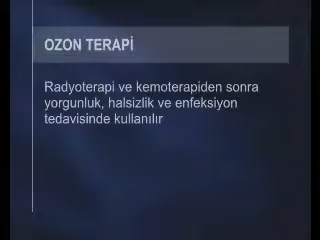 OZON TERAPİ
Radyoterapi ve kemoterapiden sonra
yorgunluk, halsizlik ve enfeksiyon
tedavisinde kullanılır